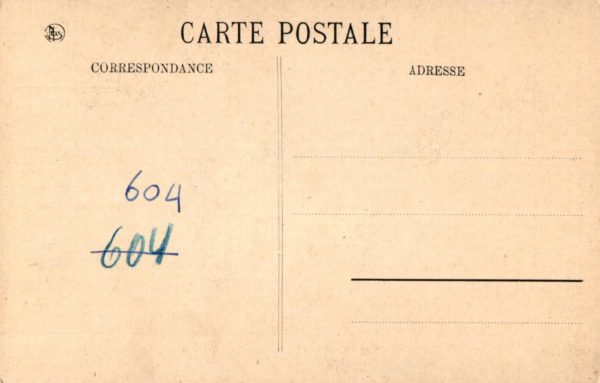 CARTE POSTALE
CORRESPONDANCE
ADRESSE
604
604